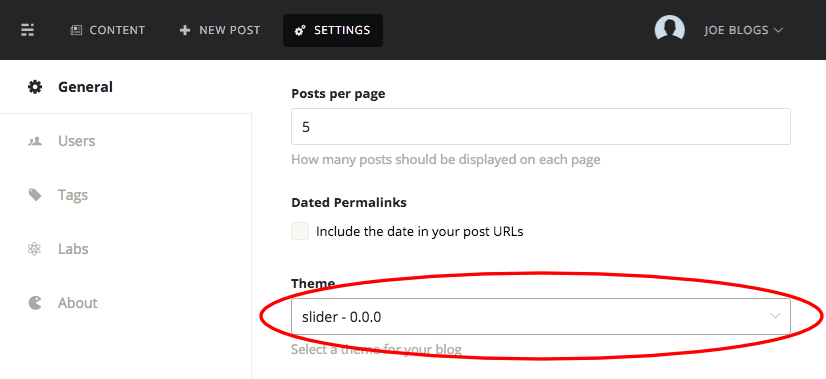 CONTENT
NEW POST
SETTINGS
JOE BLOGS
General
Users
Tags
Labs
About
Posts per page
5
How many posts should be displayed on each page
Dated Permalinks
Include the date in your post URLs
Theme
slider - 0.0.0
Select a theme for your blog